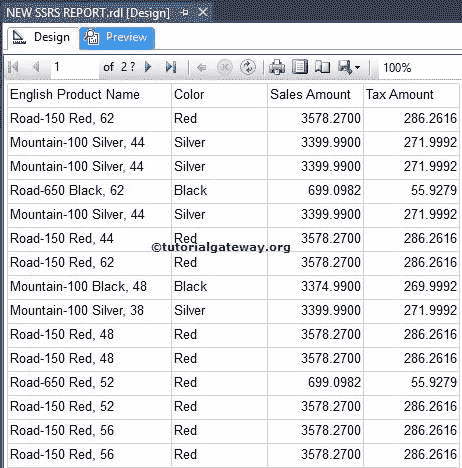 NEW SSRS REPORT.rdl [Design]
Design Preview
1 of 2 ? 100%
English Product Name Color Sales Amount Tax Amount
Road-150 Red, 62 Red 3578.2700 286.2616
Mountain-100 Silver, 44 Silver 3399.9900 271.9992
Mountain-100 Silver, 44 Silver 3399.9900 271.9992
Road-650 Black, 62 Black 699.0982 55.9279
Mountain-100 Silver, 44 Silver 3399.9900 271.9992
Road-150 Red, 44 Red 3578.2700 286.2616
©tutorialgateway.org
Road-150 Red, 62 Red 3578.2700 286.2616
Mountain-100 Black, 48 Black 3374.9900 269.9992
Mountain-100 Silver, 38 Silver 3399.9900 271.9992
Road-150 Red, 48 Red 3578.2700 286.2616
Road-150 Red, 48 Red 3578.2700 286.2616
Road-650 Red, 52 Red 699.0982 55.9279
Road-150 Red, 52 Red 3578.2700 286.2616
Road-150 Red, 56 Red 3578.2700 286.2616
Road-150 Red, 56 Red 3578.2700 286.2616